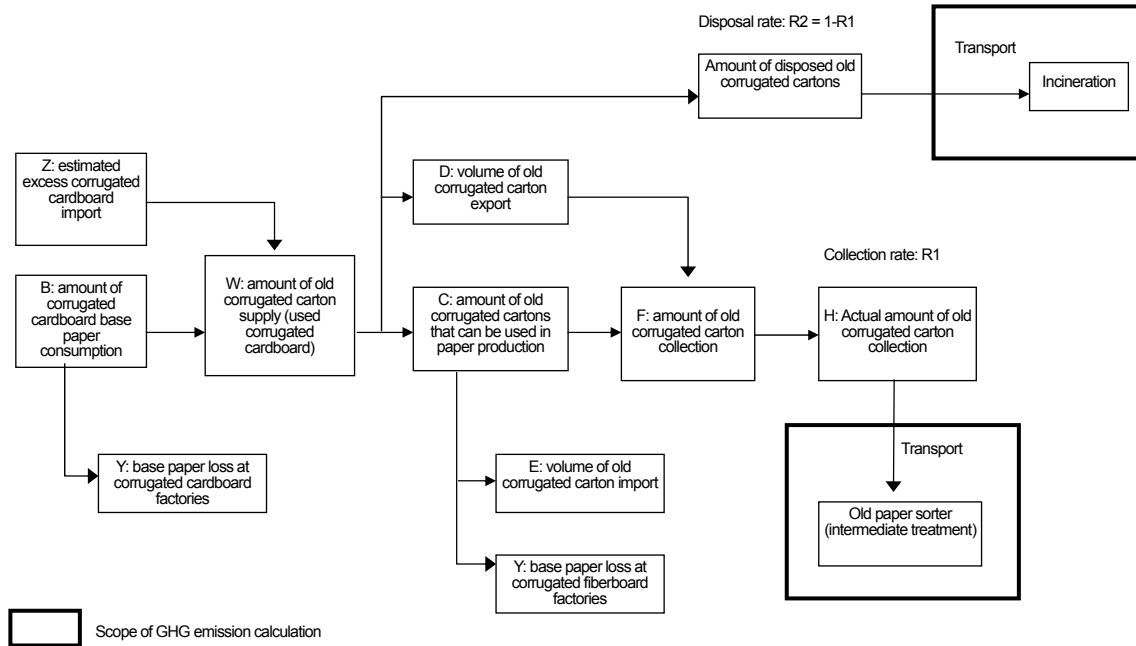 Disposal rate: R2 = 1-R1
Transport
Amount of disposed old
corrugated cartons
Incineration
Z: estimated
excess corrugated
cardboard
import
D: volume of old
corrugated carton
export
Collection rate: R1
B: amount of
corrugated
cardboard base
paper
consumption
W: amount of old
corrugated carton
supply (used
corrugated
cardboard)
C: amount of old
corrugated cartons
that can be used in
paper production
F: amount of old
corrugated carton
collection
H: Actual amount of old
corrugated carton
collection
Transport
Y: base paper loss at
corrugated cardboard
factories
E: volume of old
corrugated carton import
Old paper sorter
(intermediate treatment)
Y: base paper loss at
corrugated fiberboard
factories
Scope of GHG emission calculation